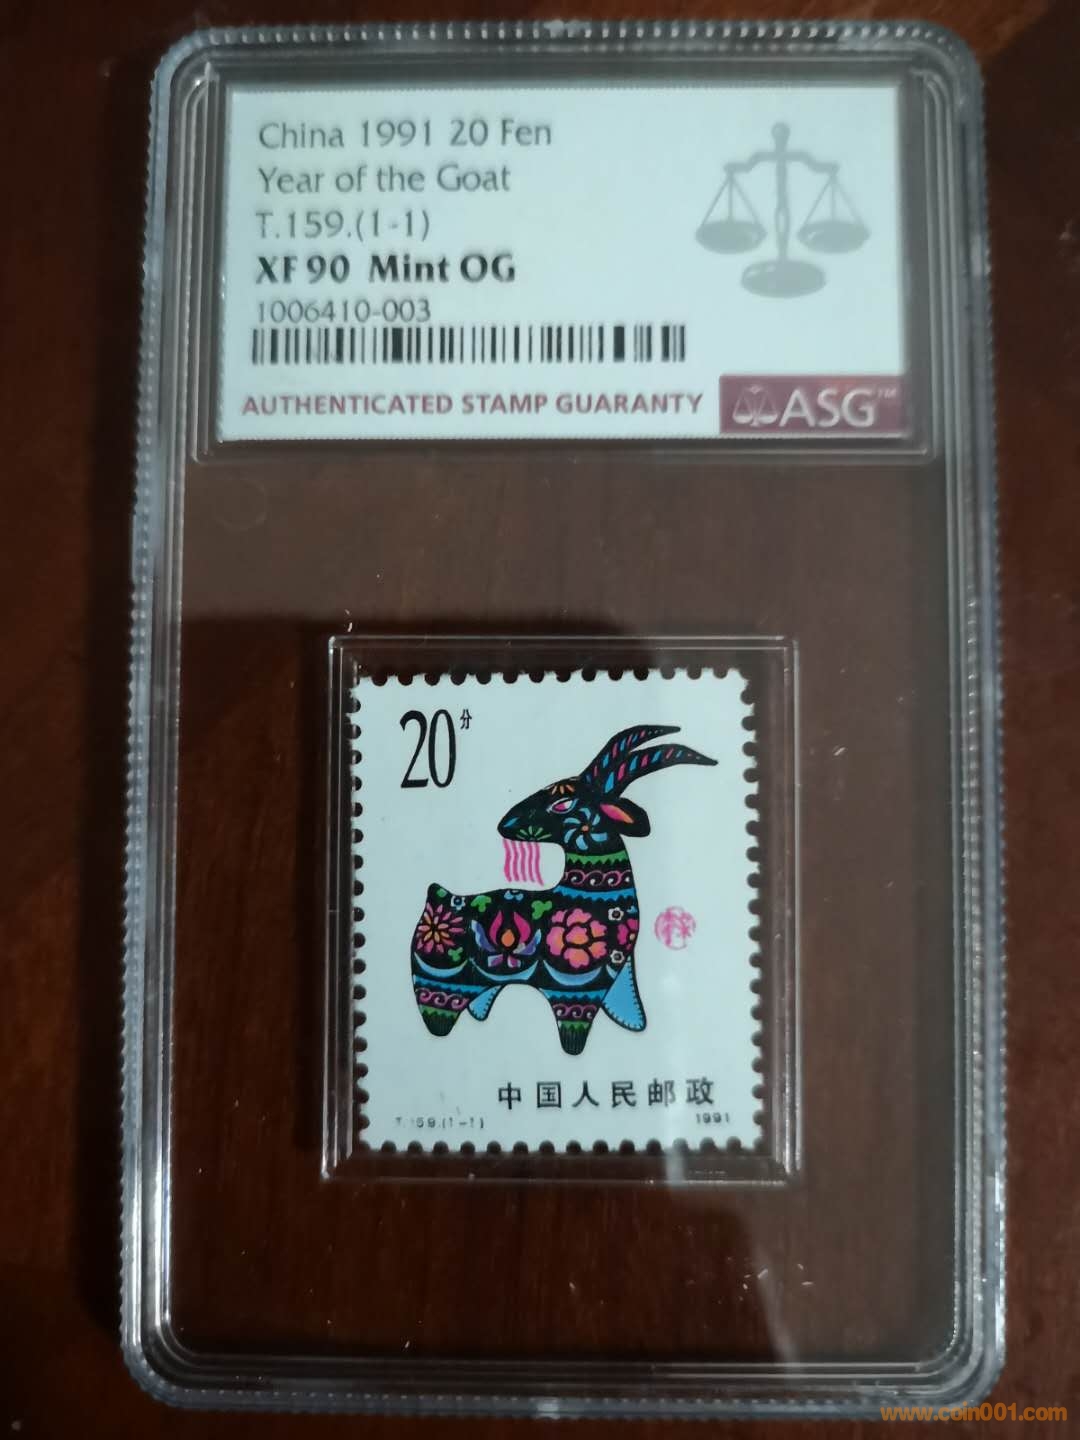 China 1991 20 Fen
Year of the Goat
T.159.(1-1)
XF 90 Mint OG
1006410-003
AUTHENTICATED STAMP GUARANTY
ASG™
20分
中国人民邮政
T.159.(1-1)
1991
www.coin001.com